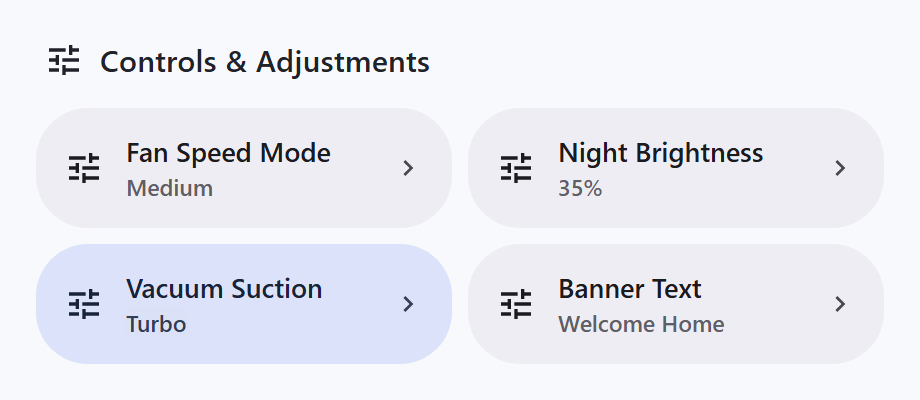 Controls & Adjustments
Fan Speed Mode
Medium
Night Brightness
35%
Vacuum Suction
Turbo
Banner Text
Welcome Home